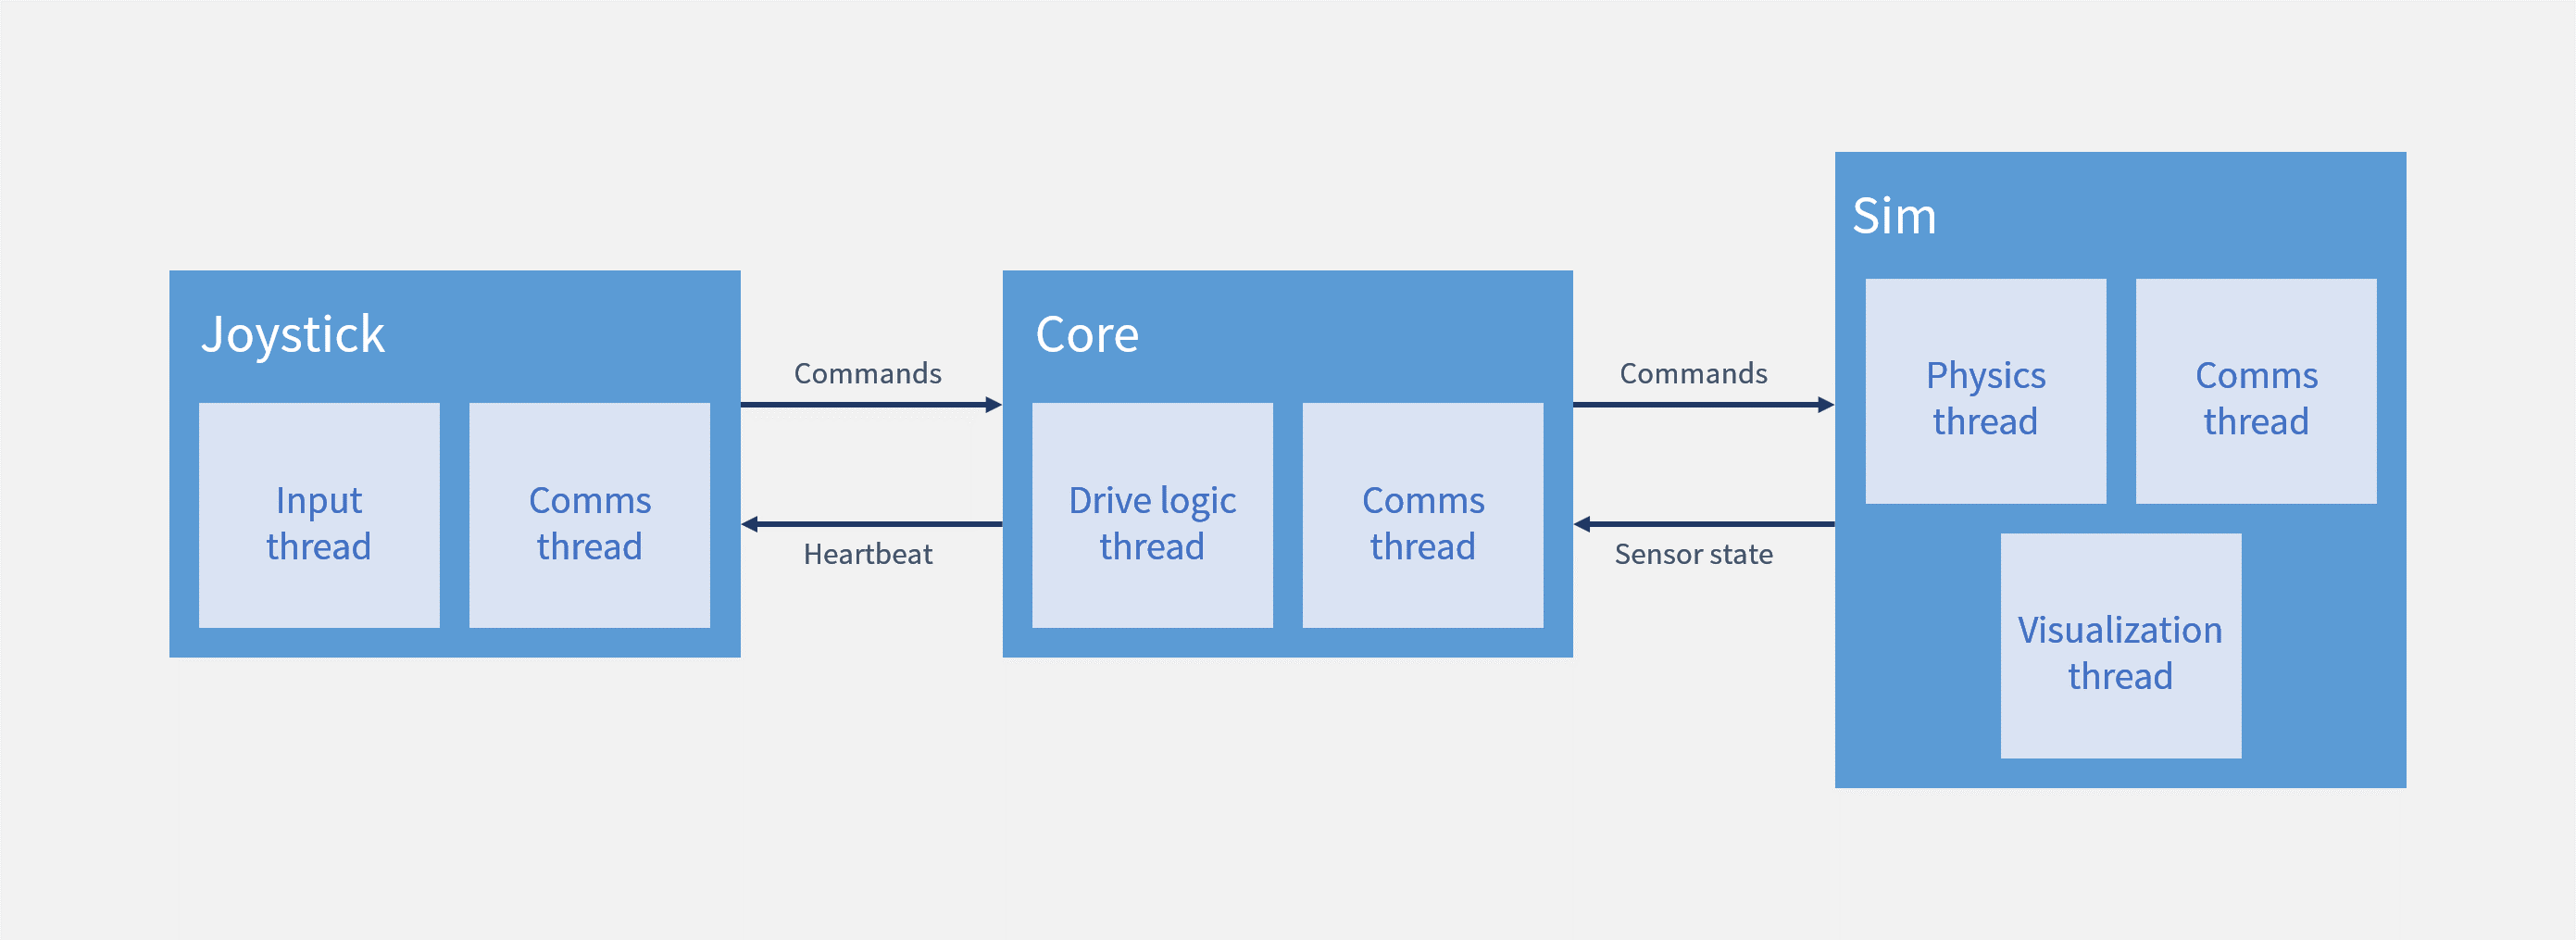 Joystick
Input
thread
Comms
thread
Commands
Heartbeat
Core
Drive logic
thread
Comms
thread
Commands
Sensor state
Sim
Physics
thread
Comms
thread
Visualization
thread